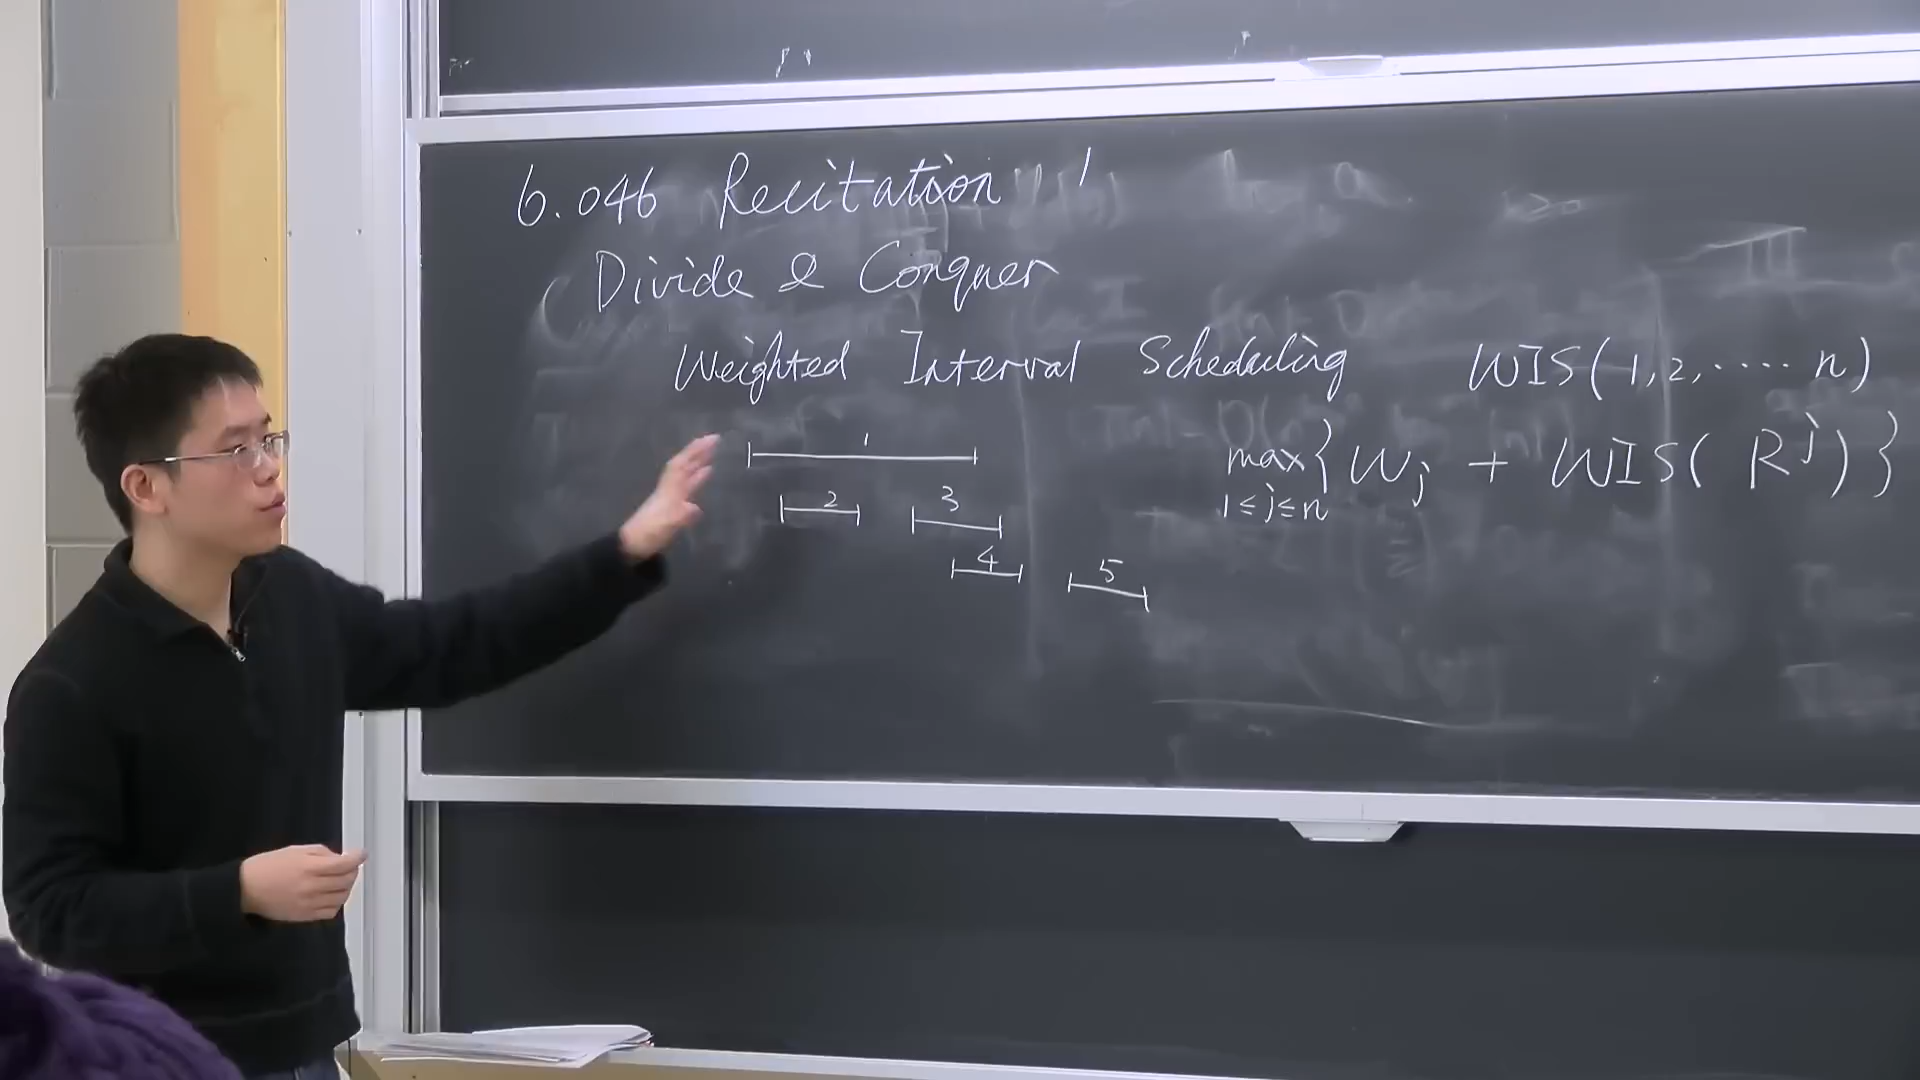 6.046 Recitation 1
Divide & Conquer
Weighted Interval Scheduling WIS(1,2,····· n)
max{ Wj + WIS( R^j) }
1≤j≤n
1
2
3
4
5